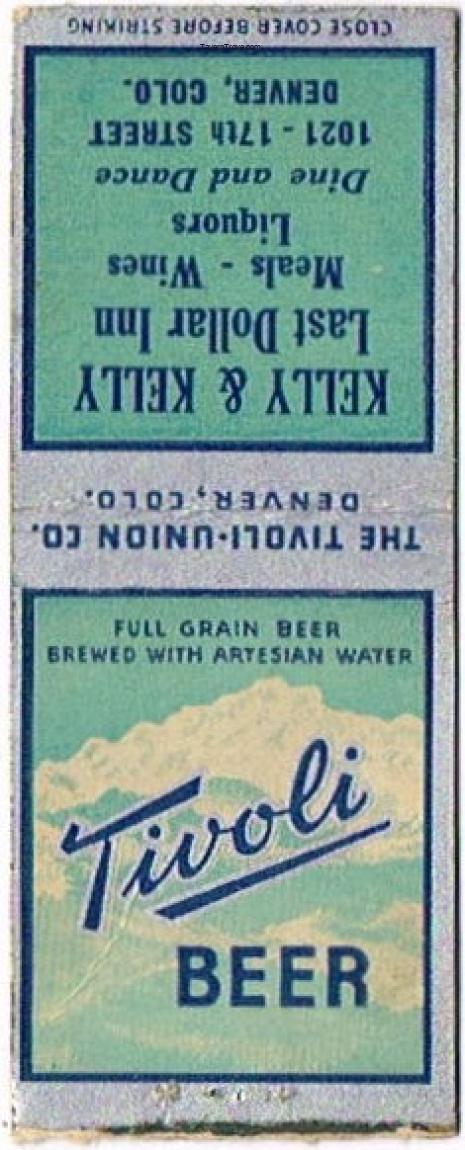 CLOSE COVER BEFORE STRIKING
KELLY & KELLY
Last Dollar Inn
Meals - Wines
Liquors
Dine and Dance
1021 - 17th STREET
DENVER, COLO.
THE TIVOLI-UNION CO.
DENVER, COLO.
FULL GRAIN BEER
BREWED WITH ARTESIAN WATER
Tivoli
BEER